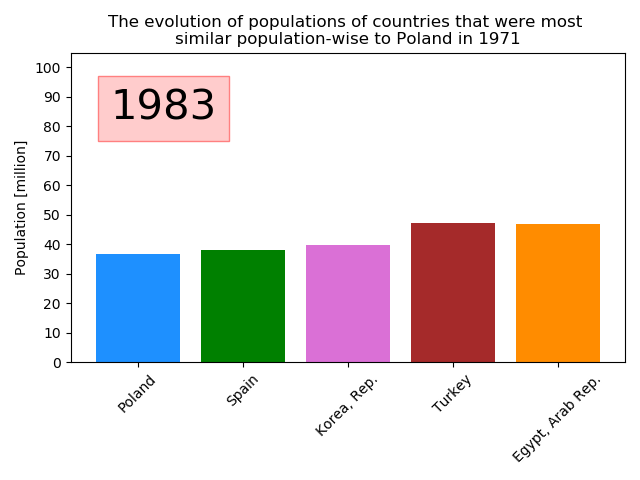 The evolution of populations of countries that were most
similar population-wise to Poland in 1971
1983
Population [million]
100
90
80
70
60
50
40
30
20
10
0
Poland
Spain
Korea, Rep.
Turkey
Egypt, Arab Rep.